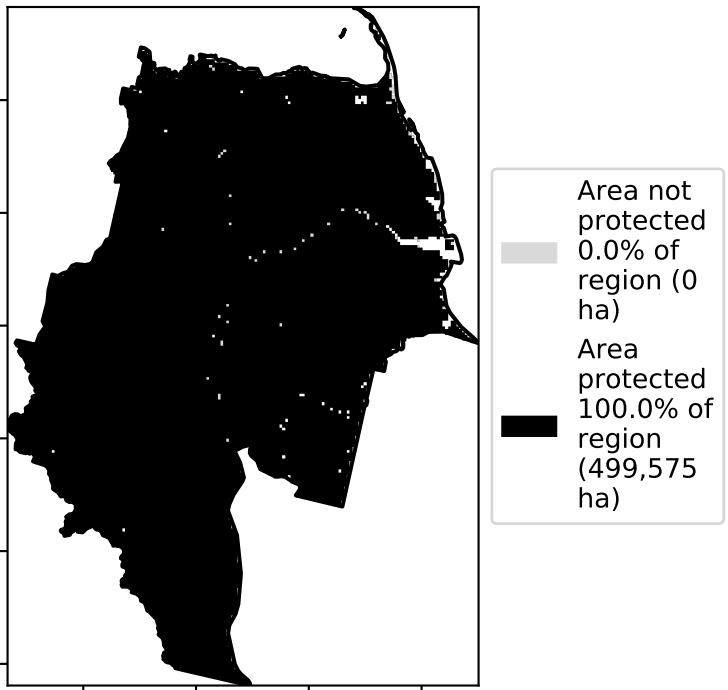 Area not
protected
0.0% of
region (0
ha)
Area
protected
100.0% of
region
(499,575
ha)